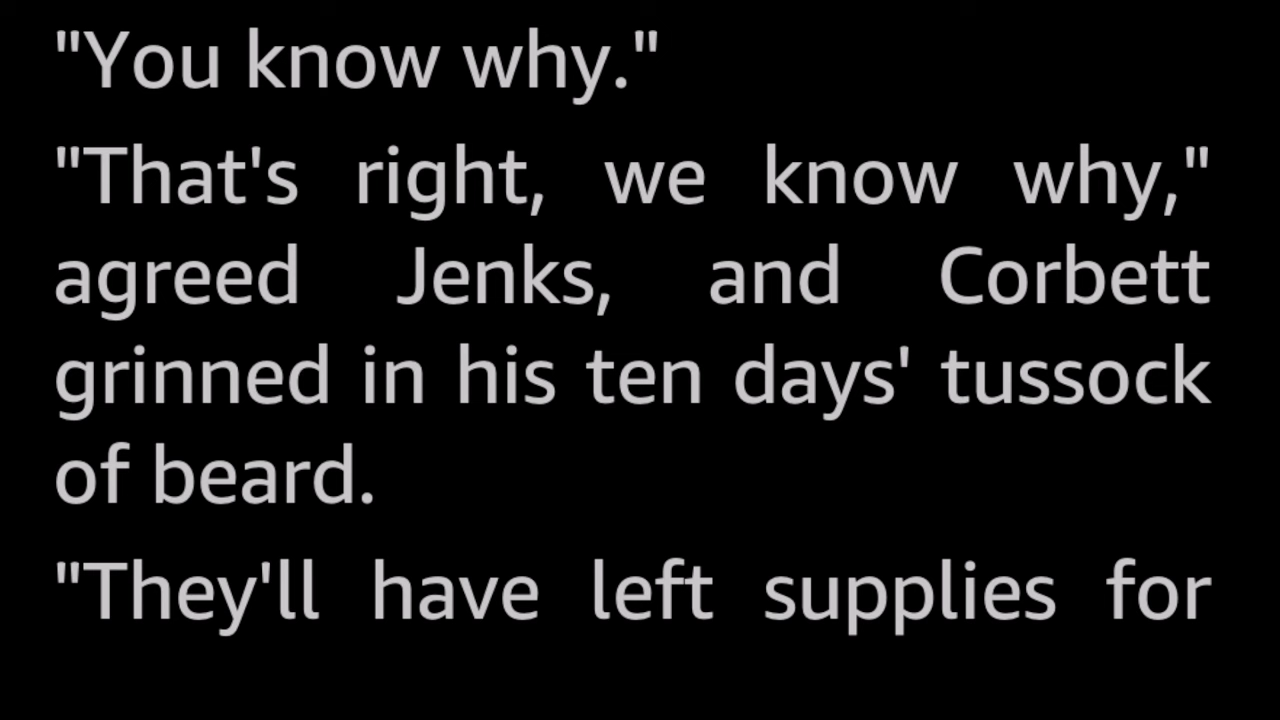 "You know why."
"That's right, we know why,"
agreed Jenks, and Corbett
grinned in his ten days' tussock
of beard.
"They'll have left supplies for